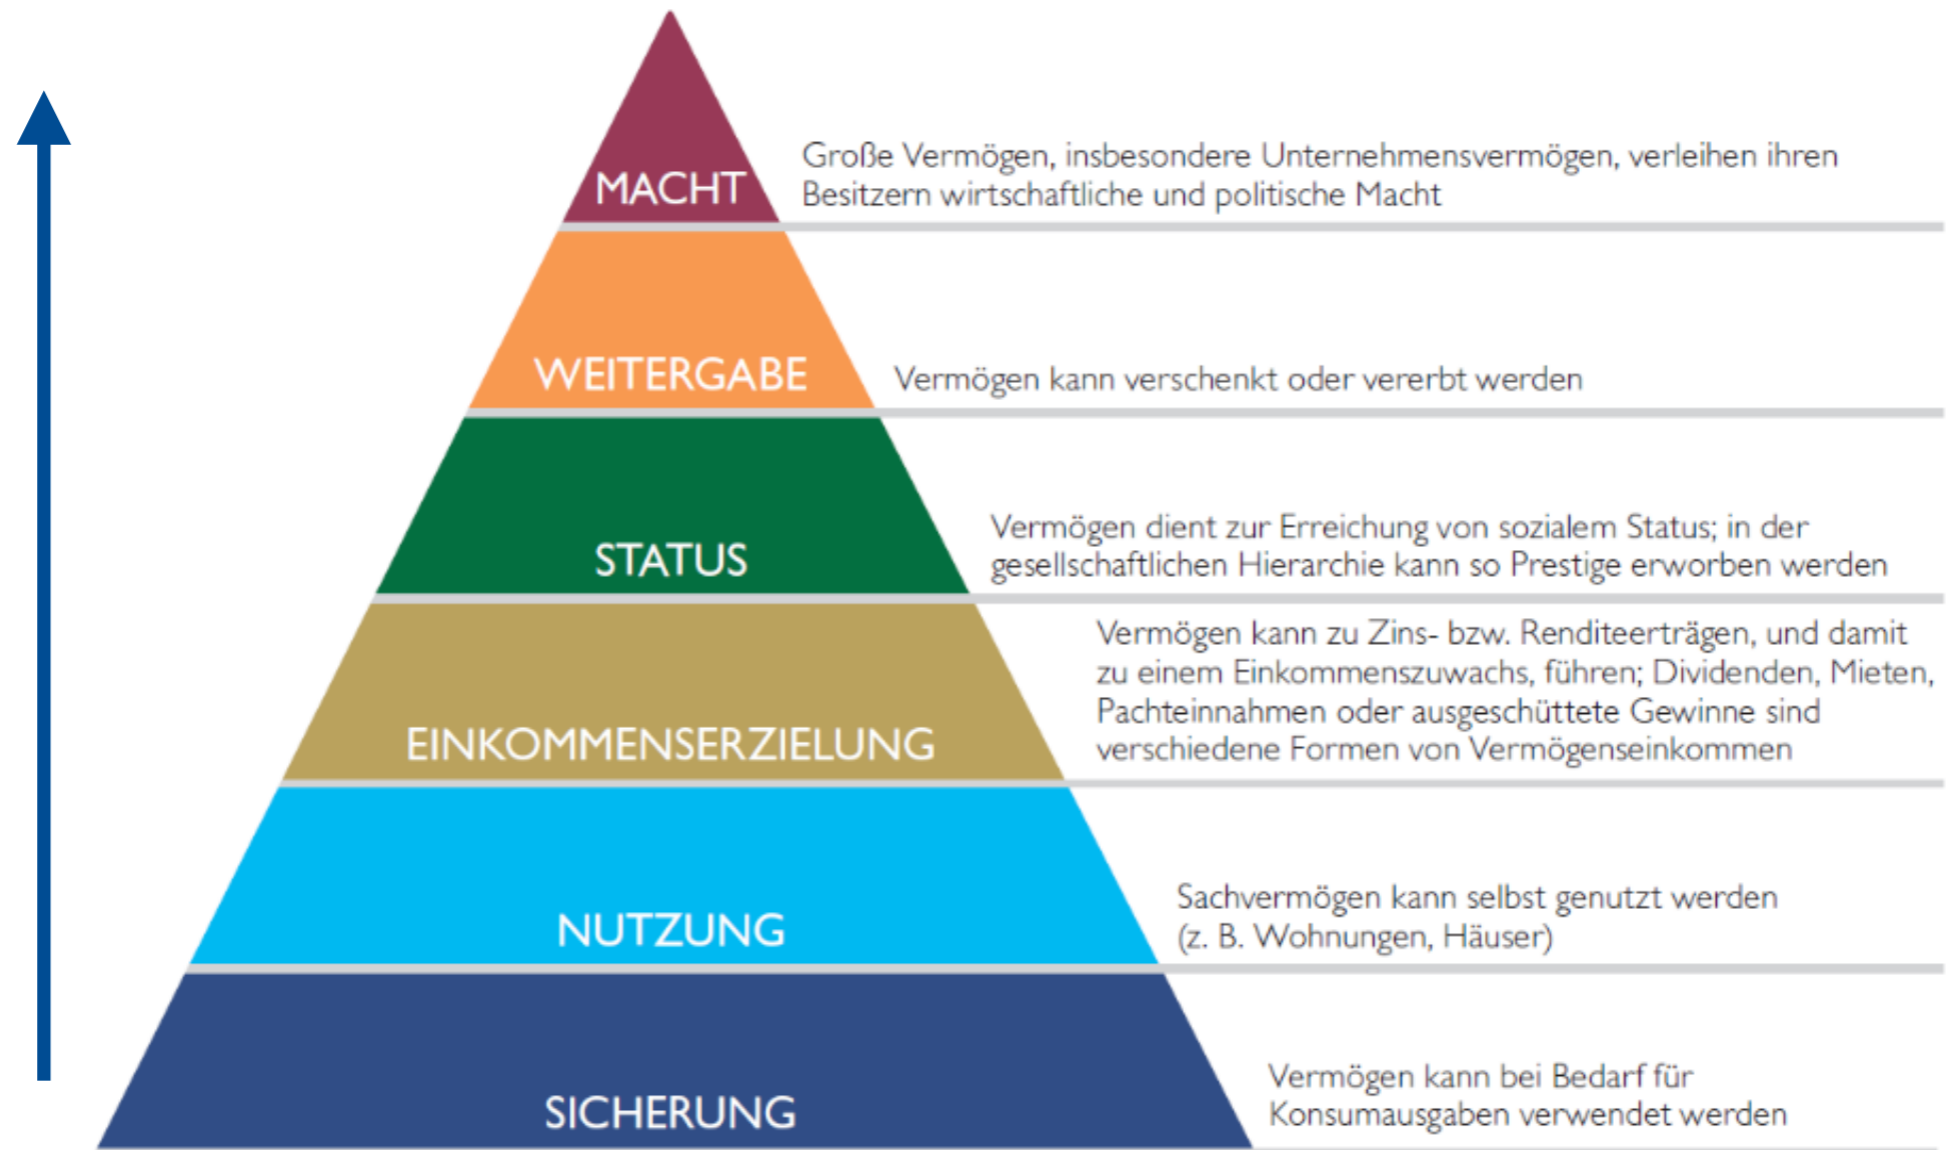 MACHT
Große Vermögen, insbesondere Unternehmensvermögen, verleihen ihren
Besitzern wirtschaftliche und politische Macht
WEITERGABE
Vermögen kann verschenkt oder vererbt werden
STATUS
Vermögen dient zur Erreichung von sozialem Status; in der
gesellschaftlichen Hierarchie kann so Prestige erworben werden
EINKOMMENSERZIELUNG
Vermögen kann zu Zins- bzw. Renditeerträgen, und damit
zu einem Einkommenszuwachs, führen; Dividenden, Mieten,
Pachteinnahmen oder ausgeschüttete Gewinne sind
verschiedene Formen von Vermögenseinkommen
NUTZUNG
Sachvermögen kann selbst genutzt werden
(z. B. Wohnungen, Häuser)
SICHERUNG
Vermögen kann bei Bedarf für
Konsumausgaben verwendet werden